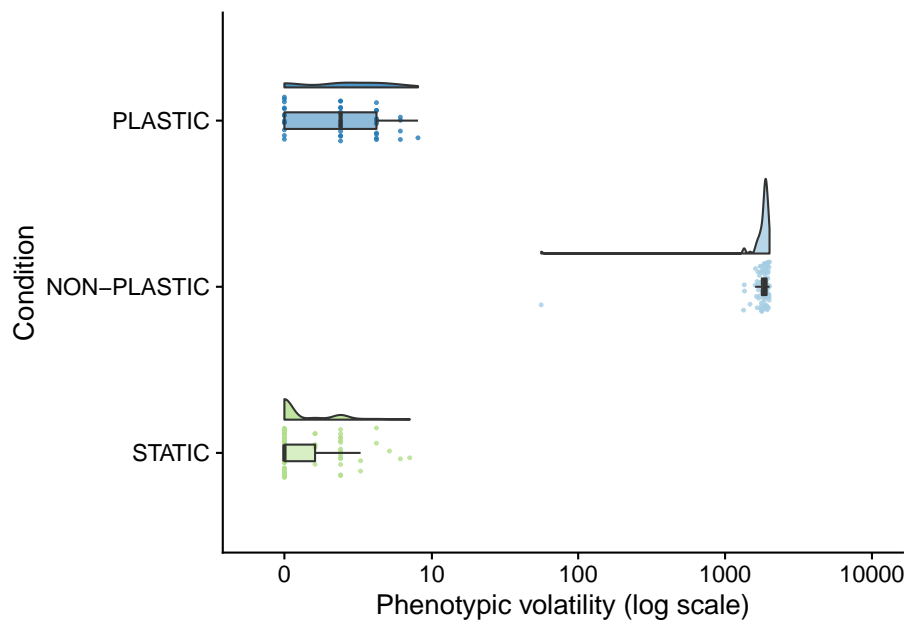 PLASTIC
NON−PLASTIC
STATIC
Condition
0 10 100 1000 10000
Phenotypic volatility (log scale)